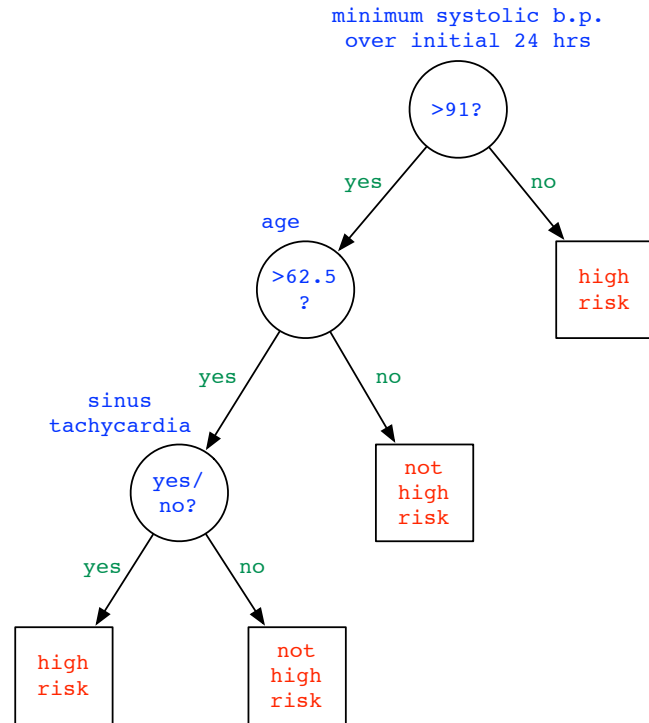 minimum systolic b.p.
over initial 24 hrs
>91?
yes
no
age
>62.5
?
high
risk
yes
no
sinus
tachycardia
yes/
no?
not
high
risk
yes
no
high
risk
not
high
risk